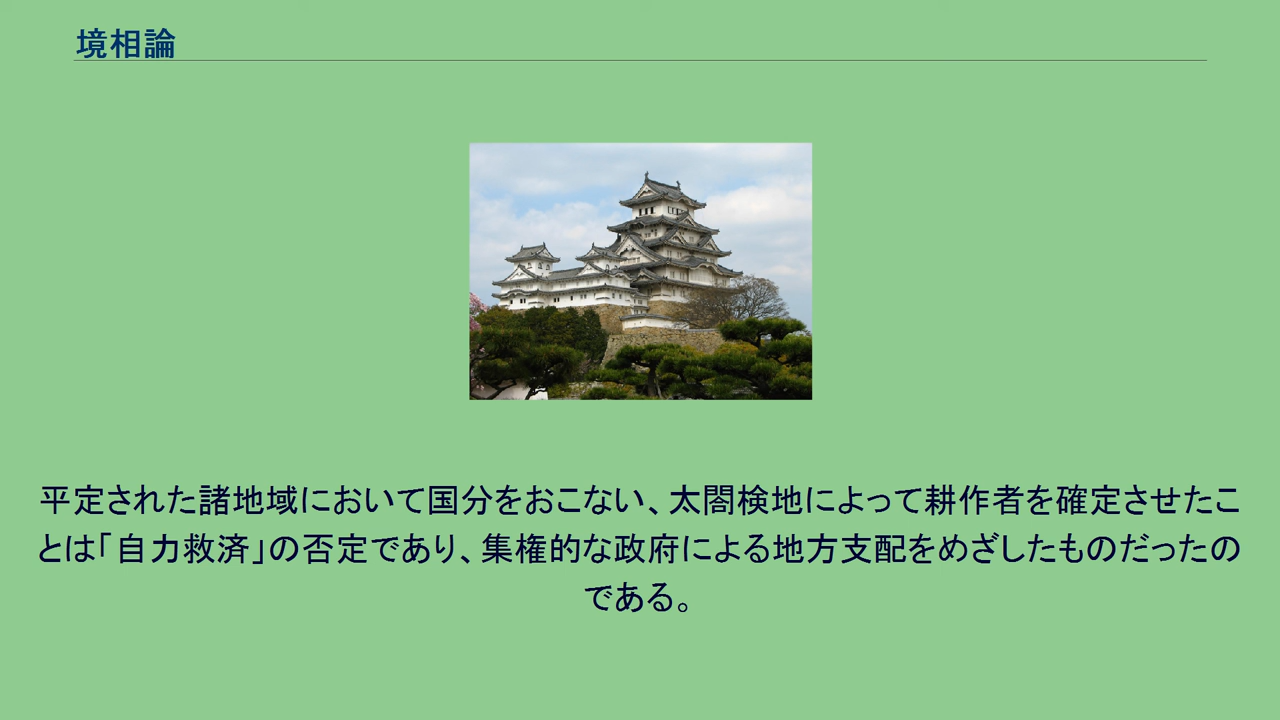 境相論
平定された諸地域において国分をおこない、太閤検地によって耕作者を確定させたこ
とは「自力救済」の否定であり、集権的な政府による地方支配をめざしたものだったの
である。